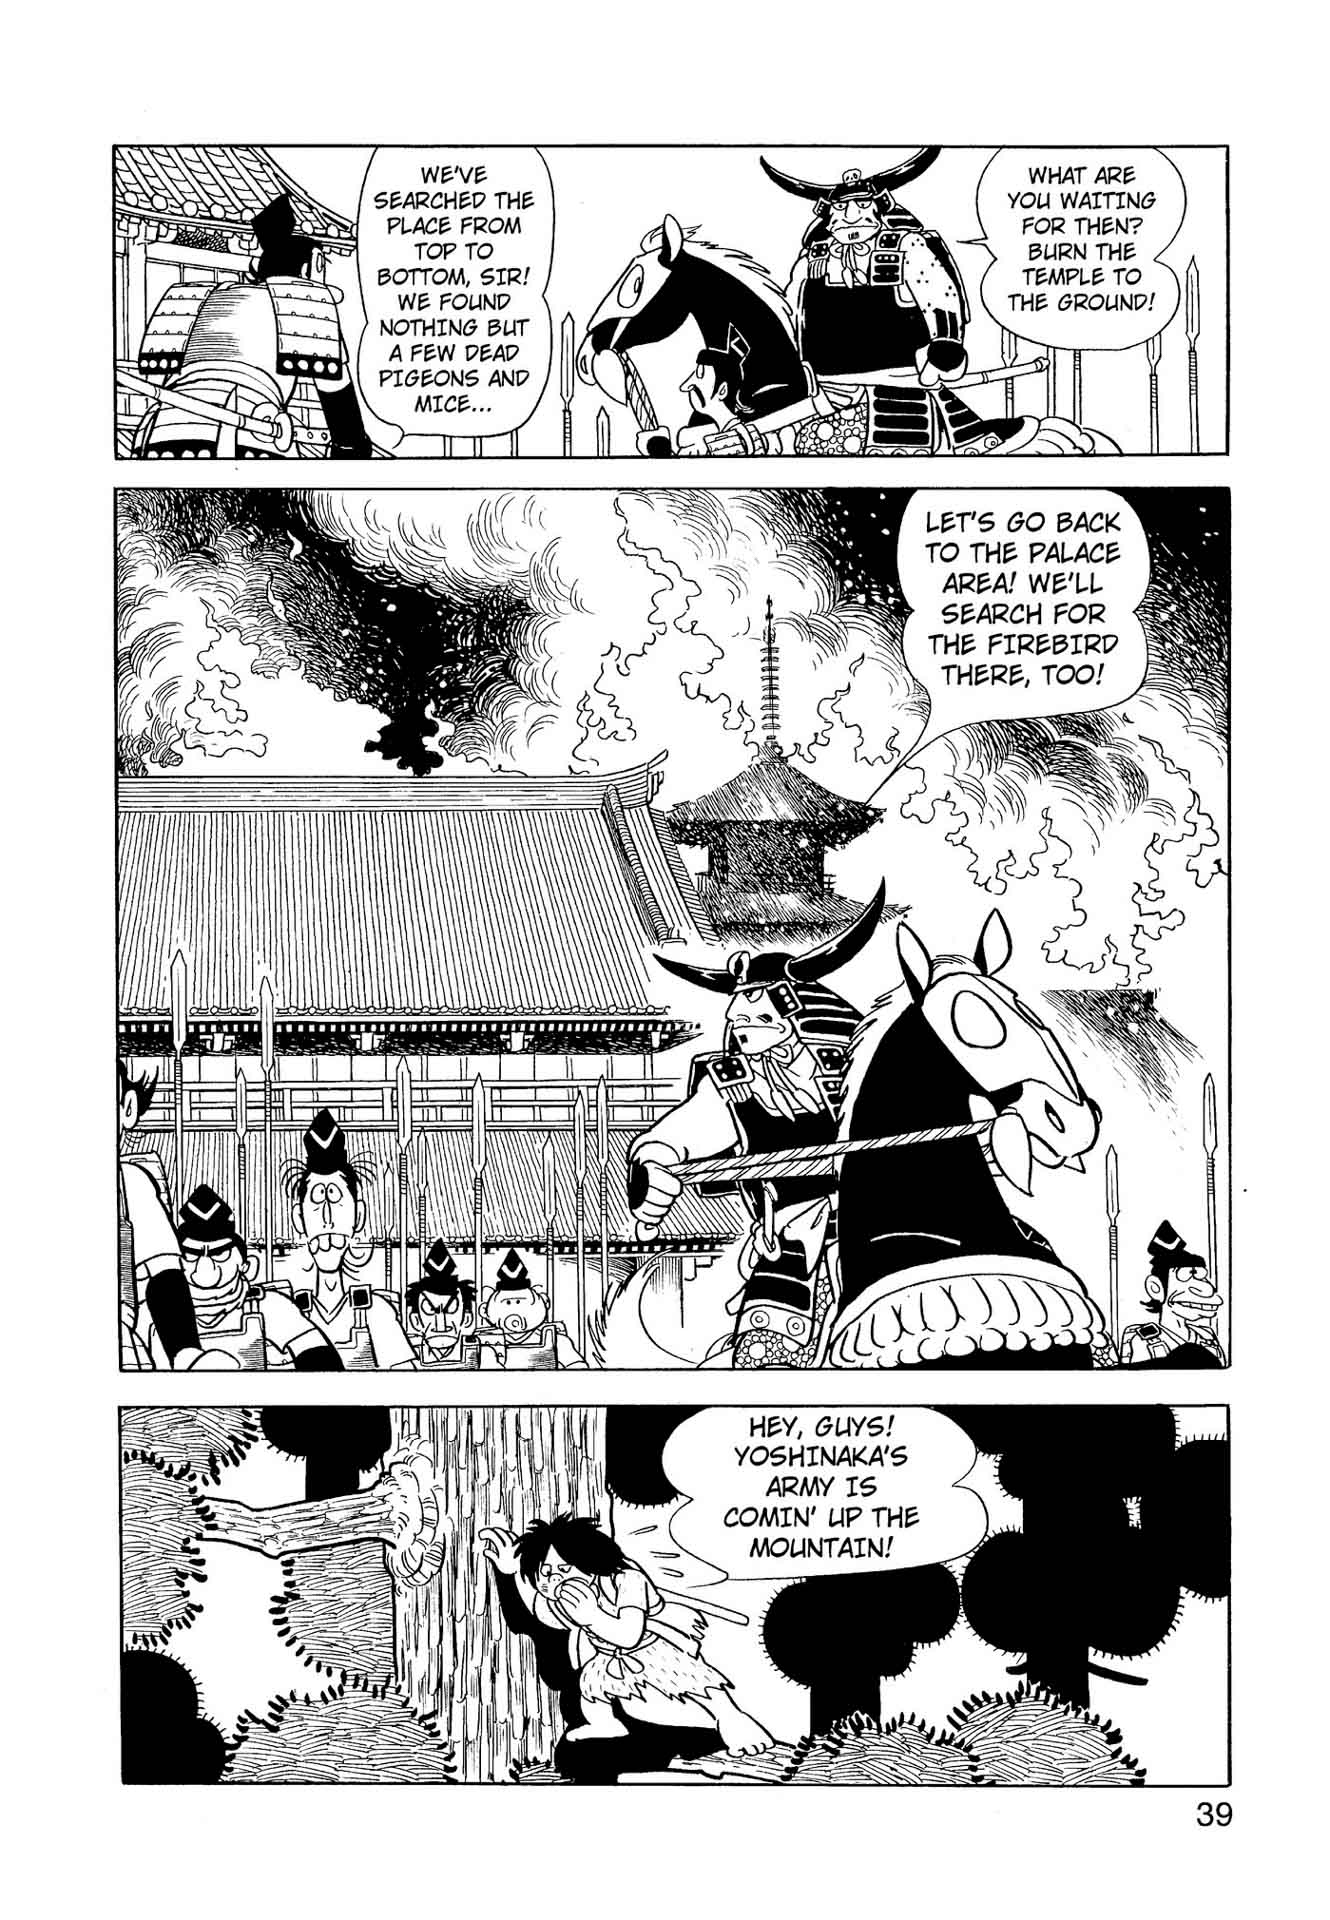 WE'VE
SEARCHED THE
PLACE FROM
TOP TO
BOTTOM, SIR!
WE FOUND
NOTHING BUT
A FEW DEAD
PIGEONS AND
MICE...
WHAT ARE
YOU WAITING
FOR THEN?
BURN THE
TEMPLE TO
THE GROUND!
LET'S GO BACK
TO THE PALACE
AREA! WE'LL
SEARCH FOR
THE FIREBIRD
THERE, TOO!
HEY, GUYS!
YOSHINAKA'S
ARMY IS
COMIN' UP THE
MOUNTAIN!
39